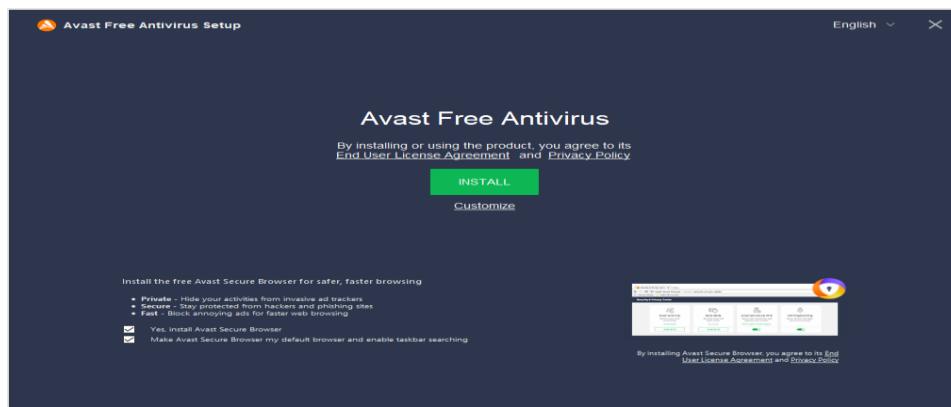 Avast Free Antivirus Setup
English
Avast Free Antivirus
By installing or using the product, you agree to its
End User License Agreement and Privacy Policy
INSTALL
Customize
Install the free Avast Secure Browser for safer, faster browsing
Private - Hide your activities from invasive ad trackers
Secure - Stay protected from hackers and phishing sites
Fast - Block annoying ads for faster web browsing
Yes, install Avast Secure Browser
Make Avast Secure Browser my default browser and enable taskbar searching
By installing Avast Secure Browser, you agree to its End
User License Agreement and Privacy Policy